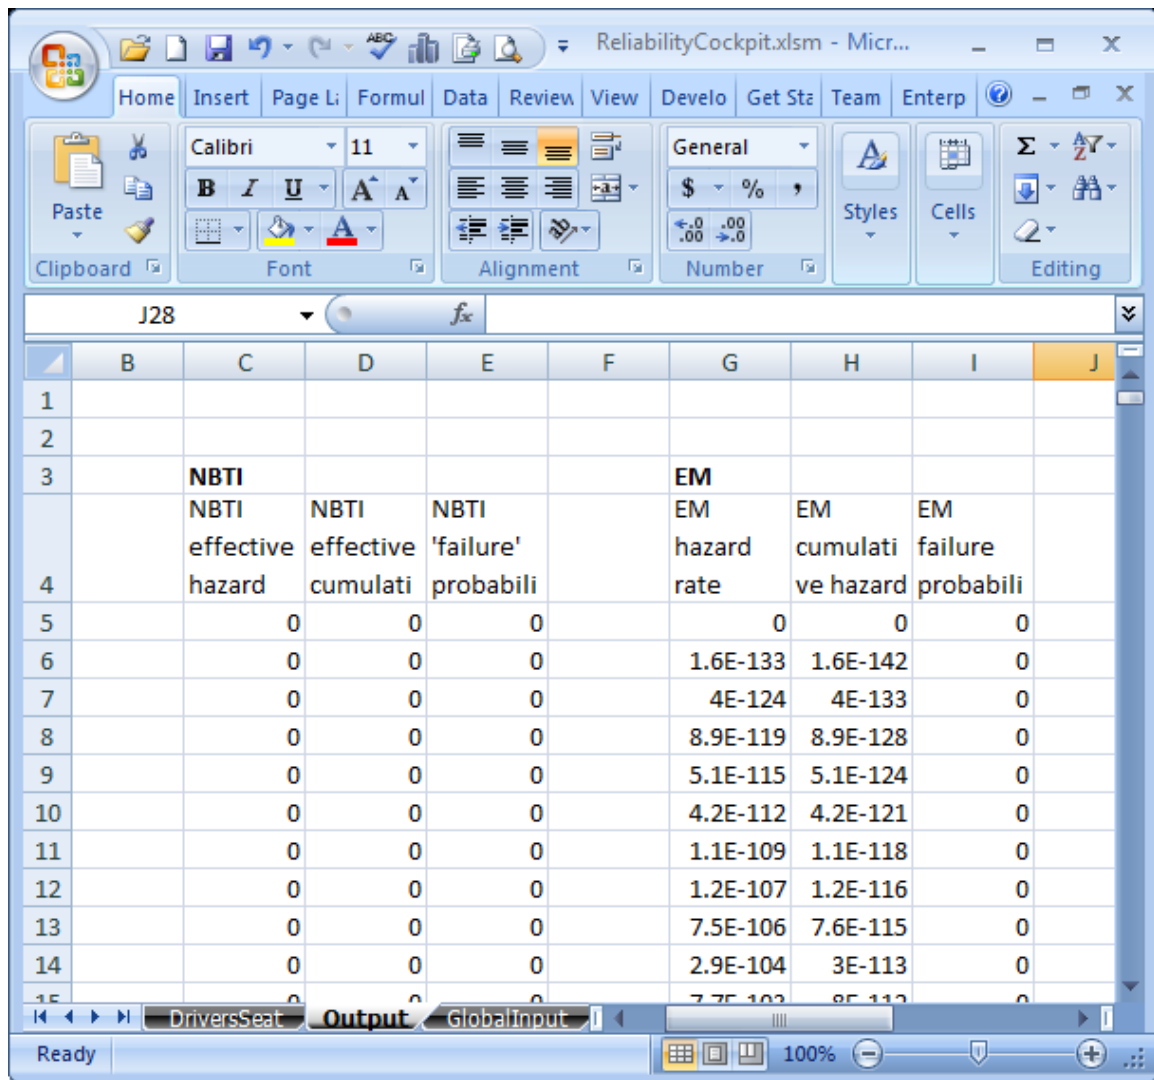 ABC ReliabilityCockpit.xlsm - Micr...
Home Insert Page L Formul Data Review View Develo Get Sta Team Enterp
Calibri 11 General
Paste B I U A A $ % , Styles Cells Σ A Z
A .0 .00 .00 .0
Clipboard Font Alignment Number Editing
J28 fx
B C D E F G H I J
1
2
3 NBTI EM
NBTI NBTI NBTI EM EM EM
effective effective 'failure' hazard cumulati failure
4 hazard cumulati probabili rate ve hazard probabili
5 0 0 0 0 0 0
6 0 0 0 1.6E-133 1.6E-142 0
7 0 0 0 4E-124 4E-133 0
8 0 0 0 8.9E-119 8.9E-128 0
9 0 0 0 5.1E-115 5.1E-124 0
10 0 0 0 4.2E-112 4.2E-121 0
11 0 0 0 1.1E-109 1.1E-118 0
12 0 0 0 1.2E-107 1.2E-116 0
13 0 0 0 7.5E-106 7.6E-115 0
14 0 0 0 2.9E-104 3E-113 0
DriversSeat Output GlobalInput
Ready 100%